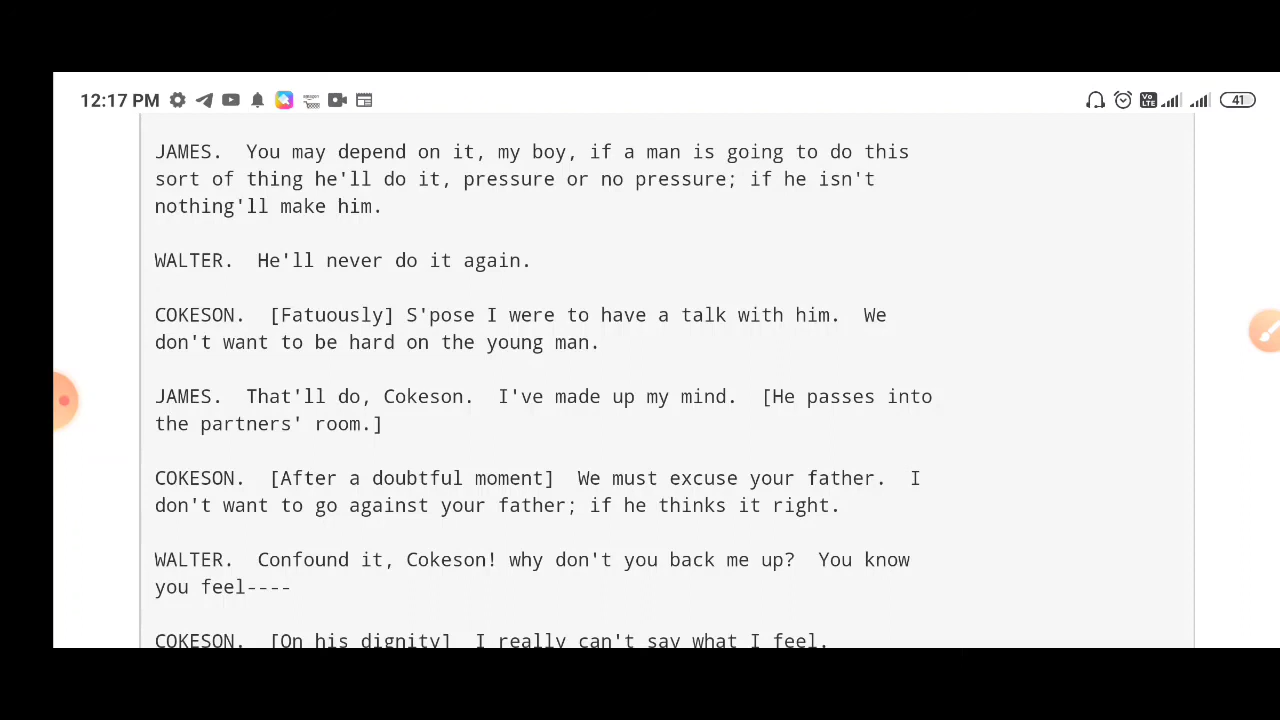 12:17 PM
Vo LTE
41
JAMES. You may depend on it, my boy, if a man is going to do this
sort of thing he'll do it, pressure or no pressure; if he isn't
nothing'll make him.
WALTER. He'll never do it again.
COKESON. [Fatuously] S'pose I were to have a talk with him. We
don't want to be hard on the young man.
JAMES. That'll do, Cokeson. I've made up my mind. [He passes into
the partners' room.]
COKESON. [After a doubtful moment] We must excuse your father. I
don't want to go against your father; if he thinks it right.
WALTER. Confound it, Cokeson! why don't you back me up? You know
you feel----
COKESON. [On his dignity] I really can't say what I feel.